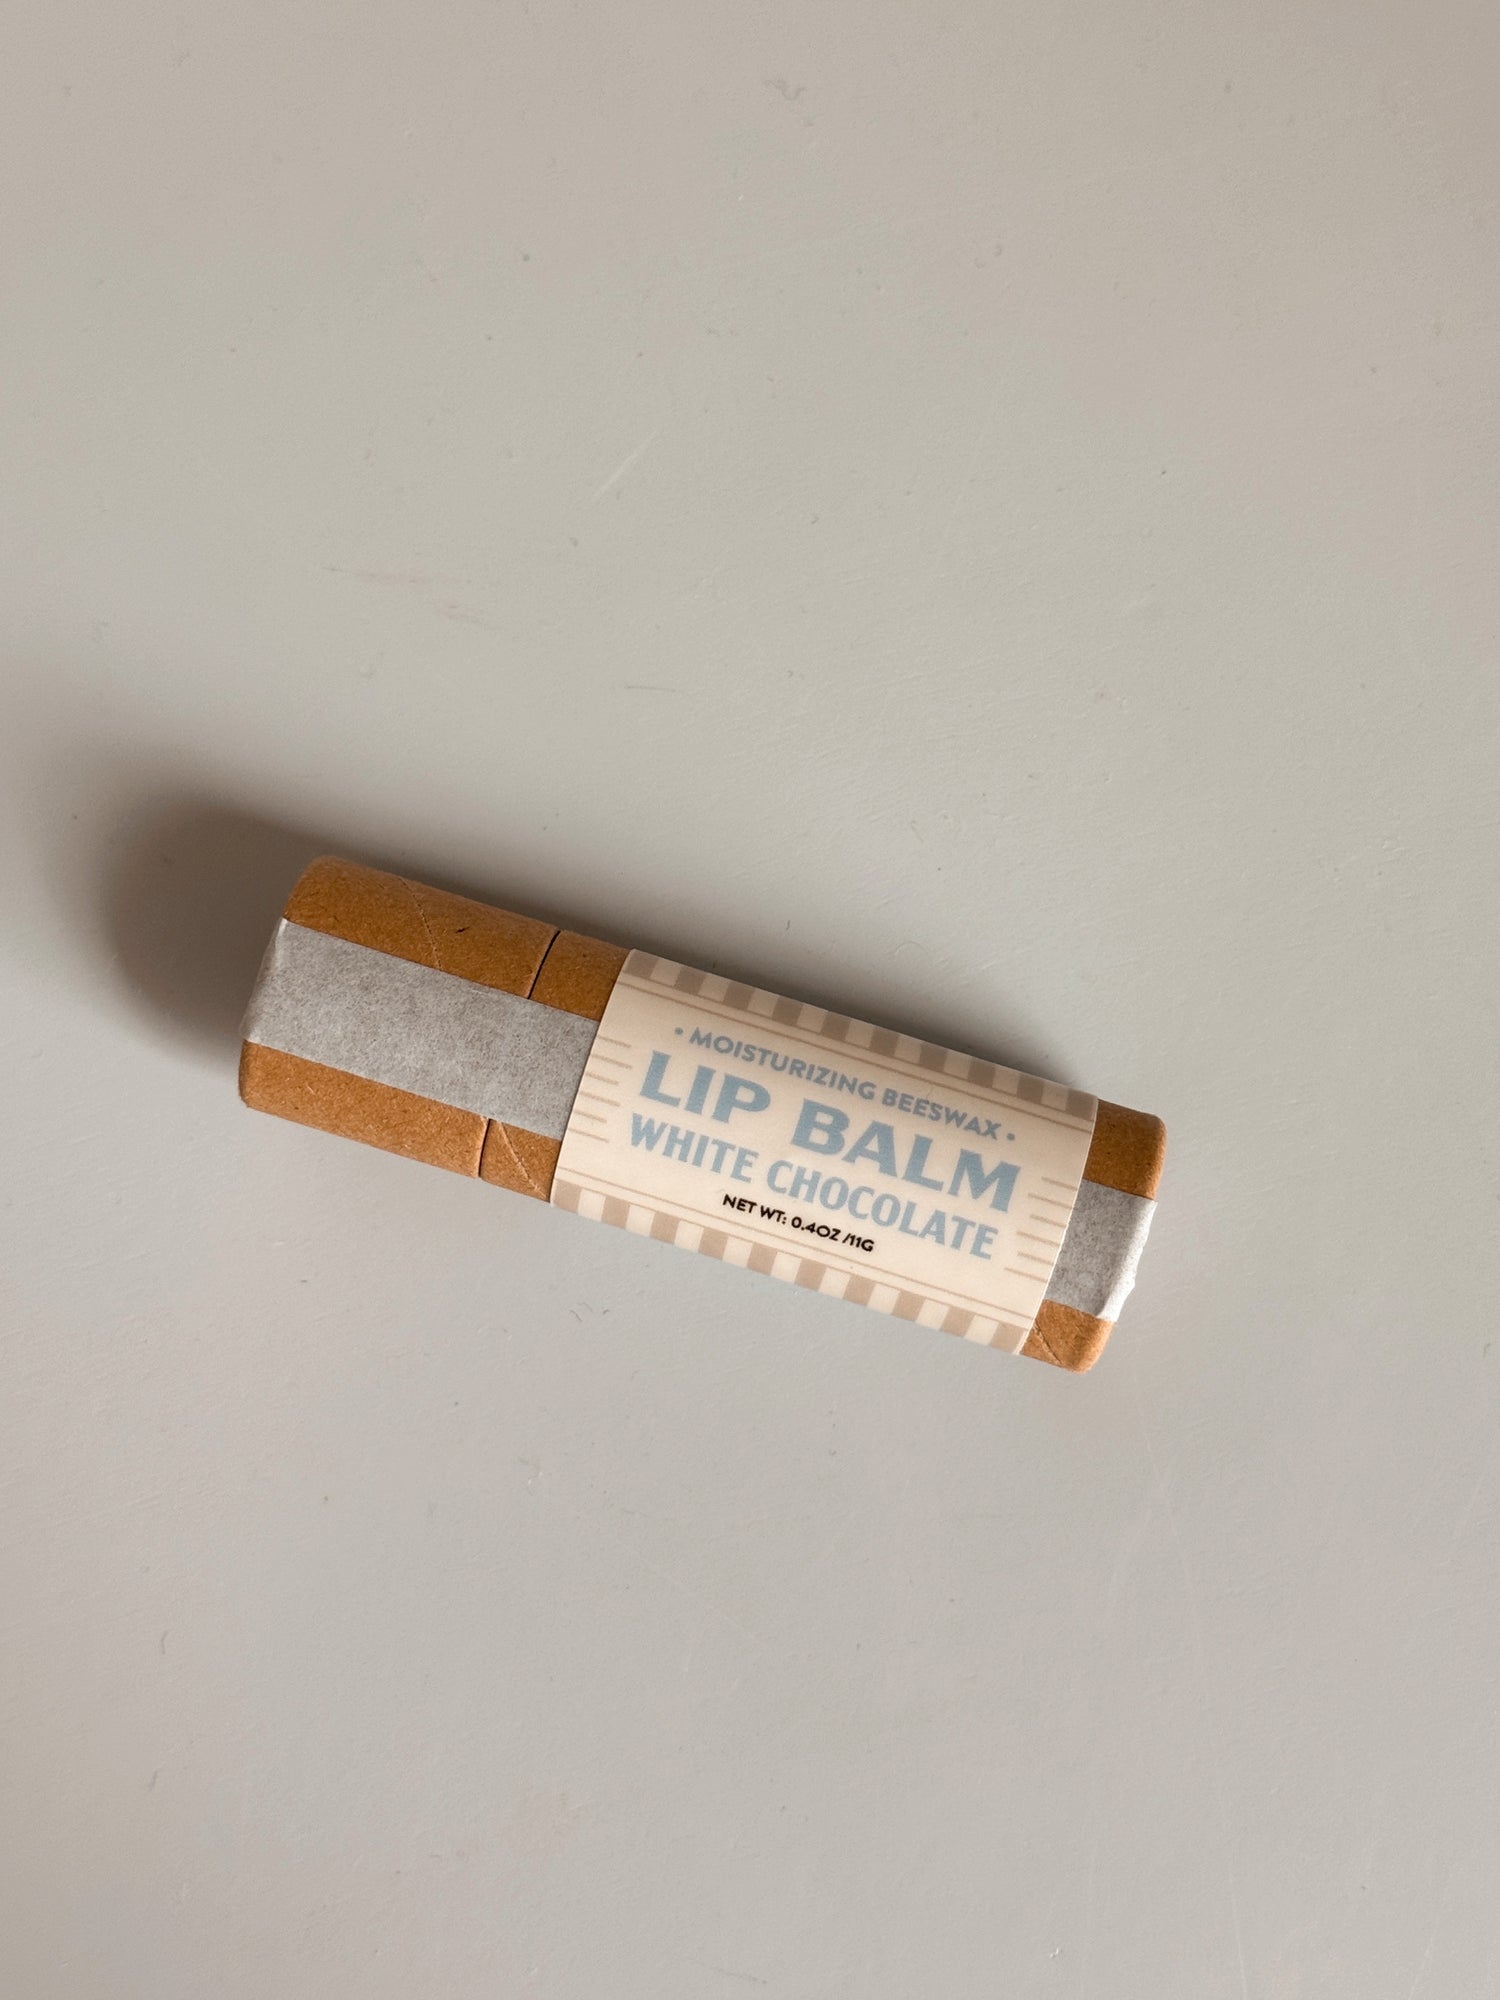 • MOISTURIZING BEESWAX •
LIP BALM
WHITE CHOCOLATE
NET WT: 0.4OZ /11G